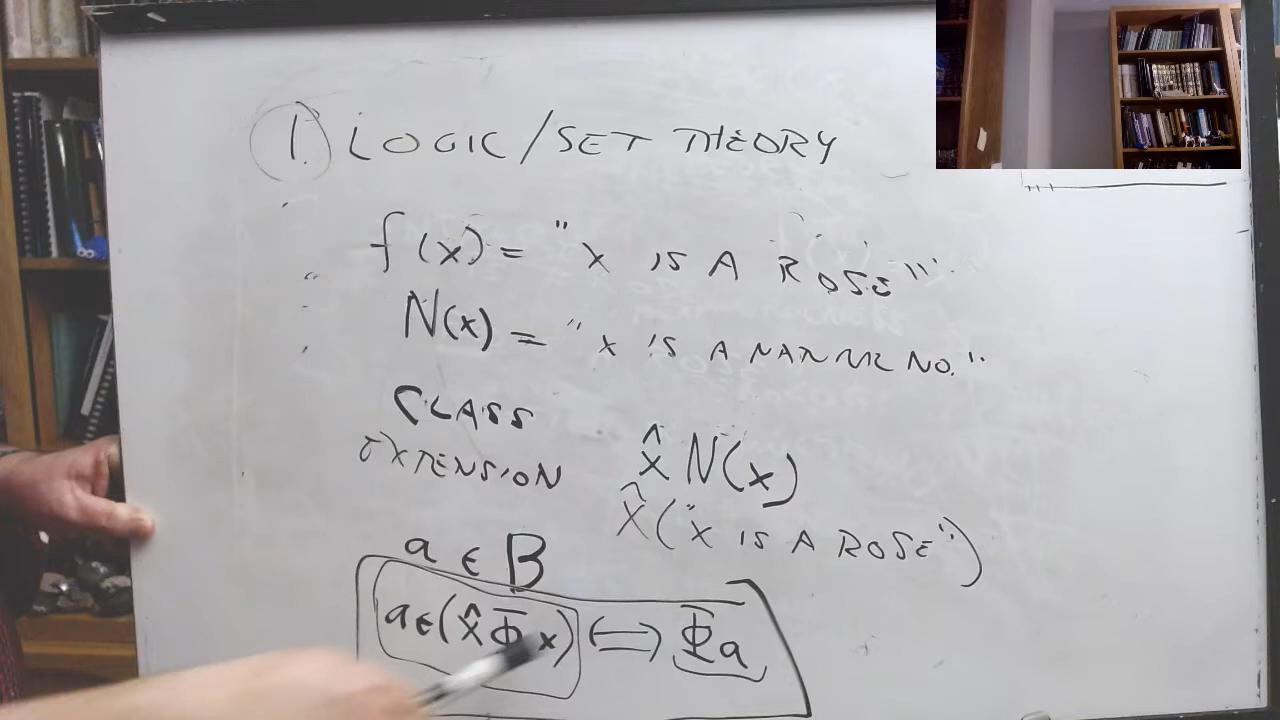 1.) LOGIC/SET THEORY
f(x) = "X IS A ROSE".
N(x) = "X IS A NATURAL NO."
CLASS
EXTENSION
x̂ N(x)
x̂("X IS A ROSE")
a ∈ B
a∈(x̂ Φ x) ⟺ Φa